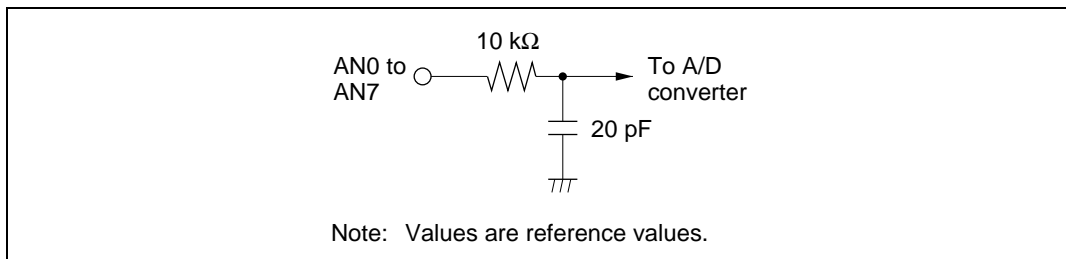 10 kΩ
AN0 to
AN7
To A/D
converter
20 pF
Note: Values are reference values.